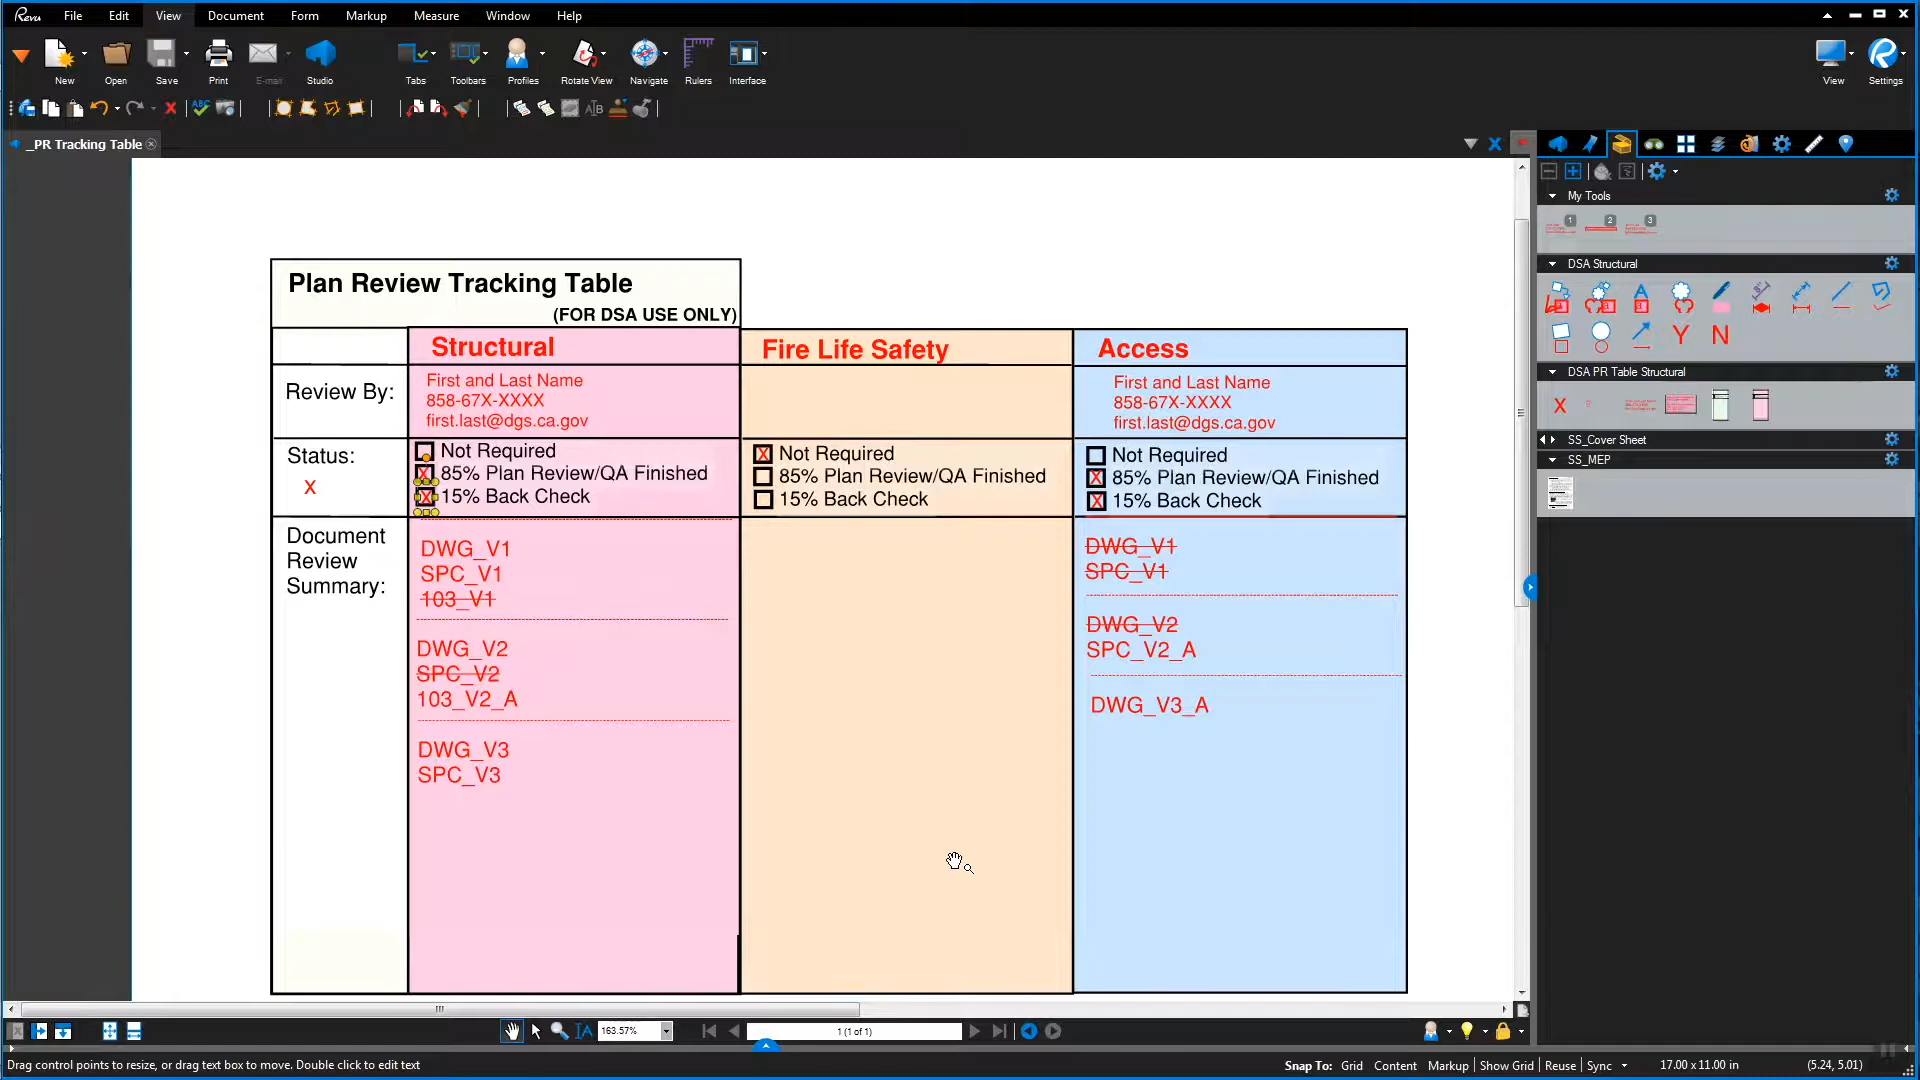 Revu File Edit View Document Form Markup Measure Window Help
New Open Save Print E-mail Studio Tabs Toolbars Profiles Rotate View Navigate Rulers Interface View Settings
_PR Tracking Table
My Tools
1 2 3
DSA Structural
Y N
DSA PR Table Structural
X
SS_Cover Sheet
SS_MEP
Plan Review Tracking Table
(FOR DSA USE ONLY)
Structural Fire Life Safety Access
Review By:
First and Last Name
858-67X-XXXX
first.last@dgs.ca.gov
First and Last Name
858-67X-XXXX
first.last@dgs.ca.gov
Status:
X
Not Required
X 85% Plan Review/QA Finished
X 15% Back Check
X Not Required
85% Plan Review/QA Finished
15% Back Check
Not Required
X 85% Plan Review/QA Finished
X 15% Back Check
Document
Review
Summary:
DWG_V1
SPC_V1
103_V1
DWG_V2
SPC_V2
103_V2_A
DWG_V3
SPC_V3
DWG_V1
SPC_V1
DWG_V2
SPC_V2_A
DWG_V3_A
163.57% 1 (1 of 1)
Drag control points to resize, or drag text box to move. Double click to edit text
Snap To: Grid Content Markup Show Grid Reuse Sync 17.00 x 11.00 in (5.24, 5.01)